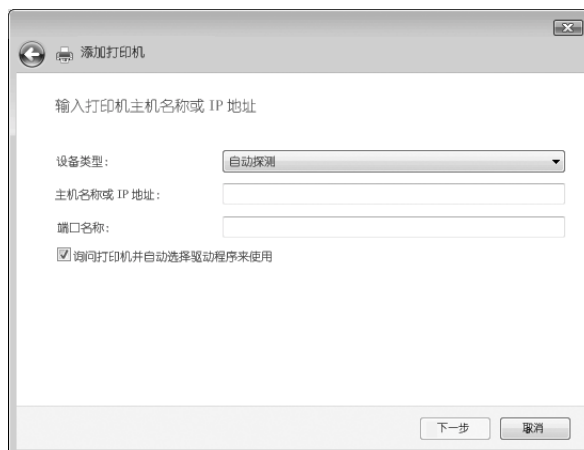 添加打印机
输入打印机主机名称或 IP 地址
设备类型:
自动探测
主机名称或 IP 地址:
端口名称:
询问打印机并自动选择驱动程序来使用
下一步
取消